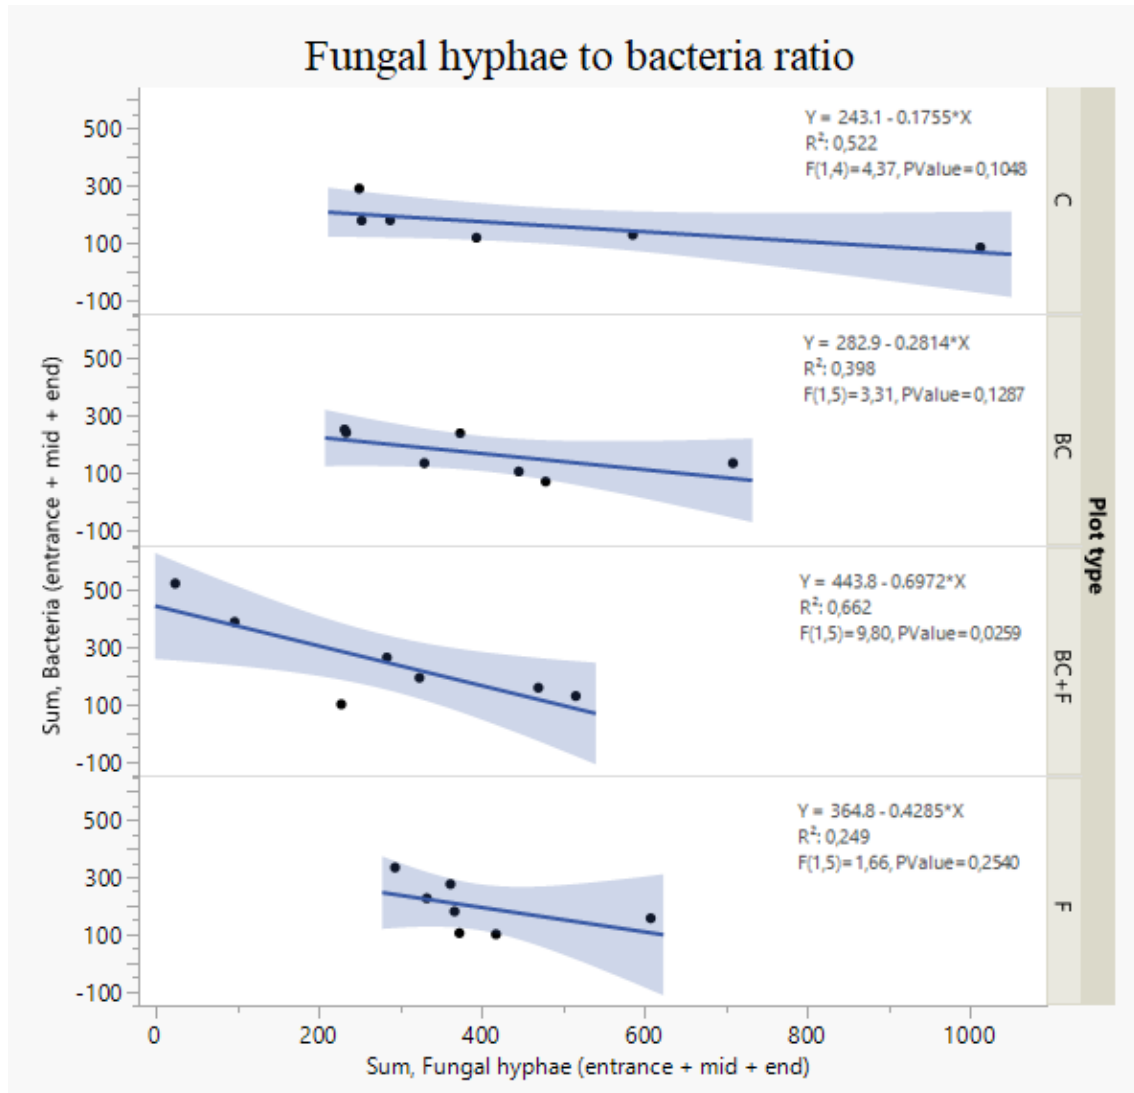 Fungal hyphae to bacteria ratio
500
300
100
-100
Y = 243.1 - 0.1755*X
R²: 0,522
F(1,4)=4,37, PValue=0,1048
C
500
300
100
-100
Y = 282.9 - 0.2814*X
R²: 0,398
F(1,5)=3,31, PValue=0,1287
BC
500
300
100
-100
Y = 443.8 - 0.6972*X
R²: 0,662
F(1,5)=9,80, PValue=0,0259
BC+F
500
300
100
-100
Y = 364.8 - 0.4285*X
R²: 0,249
F(1,5)=1,66, PValue=0,2540
F
Sum, Bacteria (entrance + mid + end)
Plot type
0 200 400 600 800 1000
Sum, Fungal hyphae (entrance + mid + end)